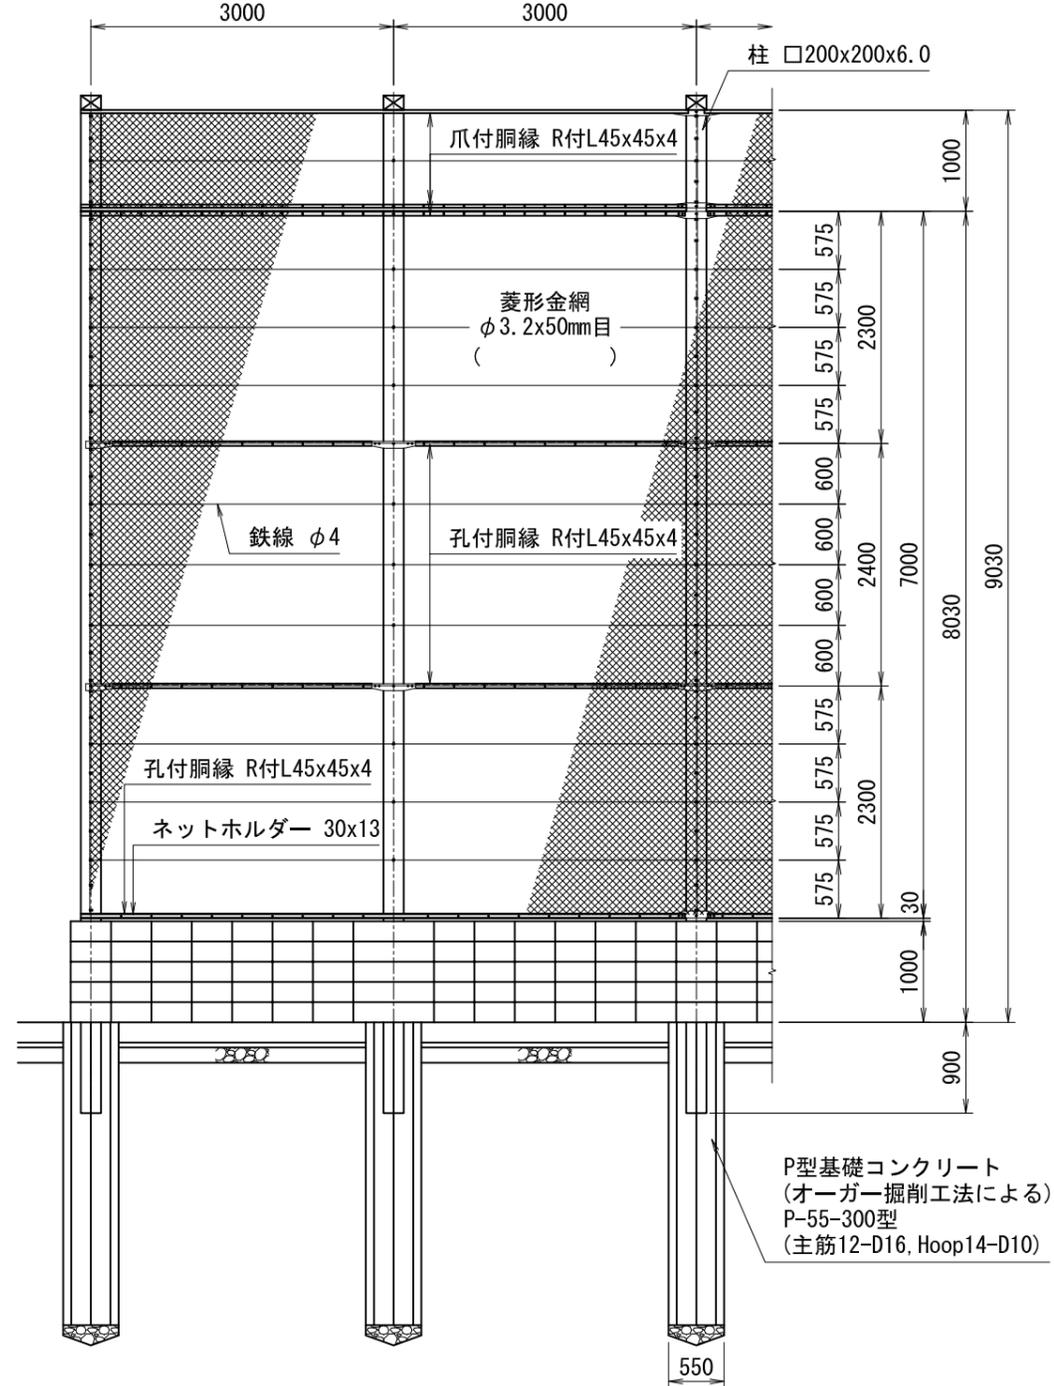 3000
3000
柱 □200x200x6.0
爪付胴縁 R付L45x45x4
1000
575
575
575
575
2300
菱形金網
φ3.2x50mm目
(            )
600
600
600
600
2400
7000
8030
9030
鉄線 φ4
孔付胴縁 R付L45x45x4
575
575
575
575
2300
孔付胴縁 R付L45x45x4
ネットホルダー 30x13
30
1000
900
P型基礎コンクリート
(オーガー掘削工法による)
P-55-300型
(主筋12-D16,Hoop14-D10)
550